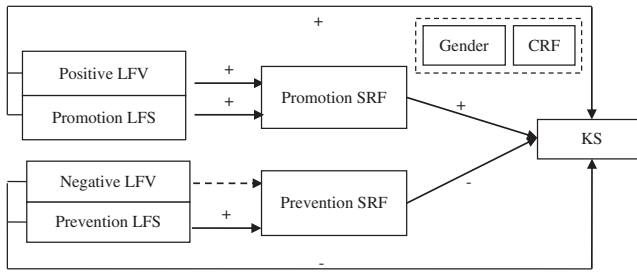 +
Gender CRF
Positive LFV + Promotion SRF
Promotion LFS + +
KS
Negative LFV Prevention SRF -
Prevention LFS +
-